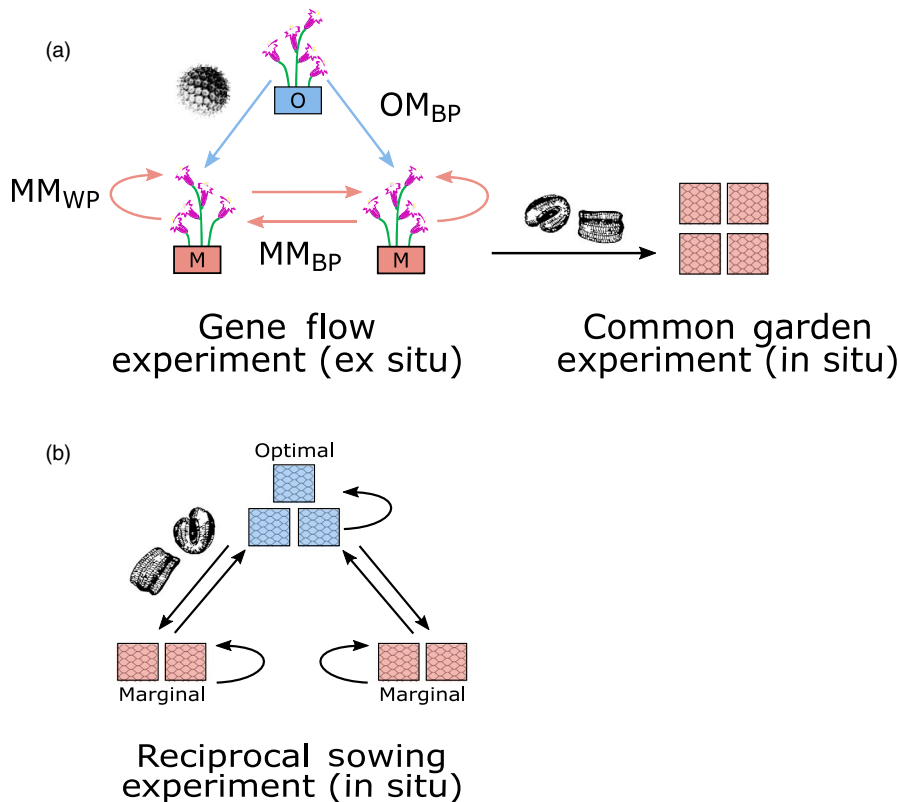 (a)
O
OM_BP
MM_WP
M
MM_BP
M
Gene flow
experiment (ex situ)
Common garden
experiment (in situ)
(b)
Optimal
Marginal
Marginal
Reciprocal sowing
experiment (in situ)